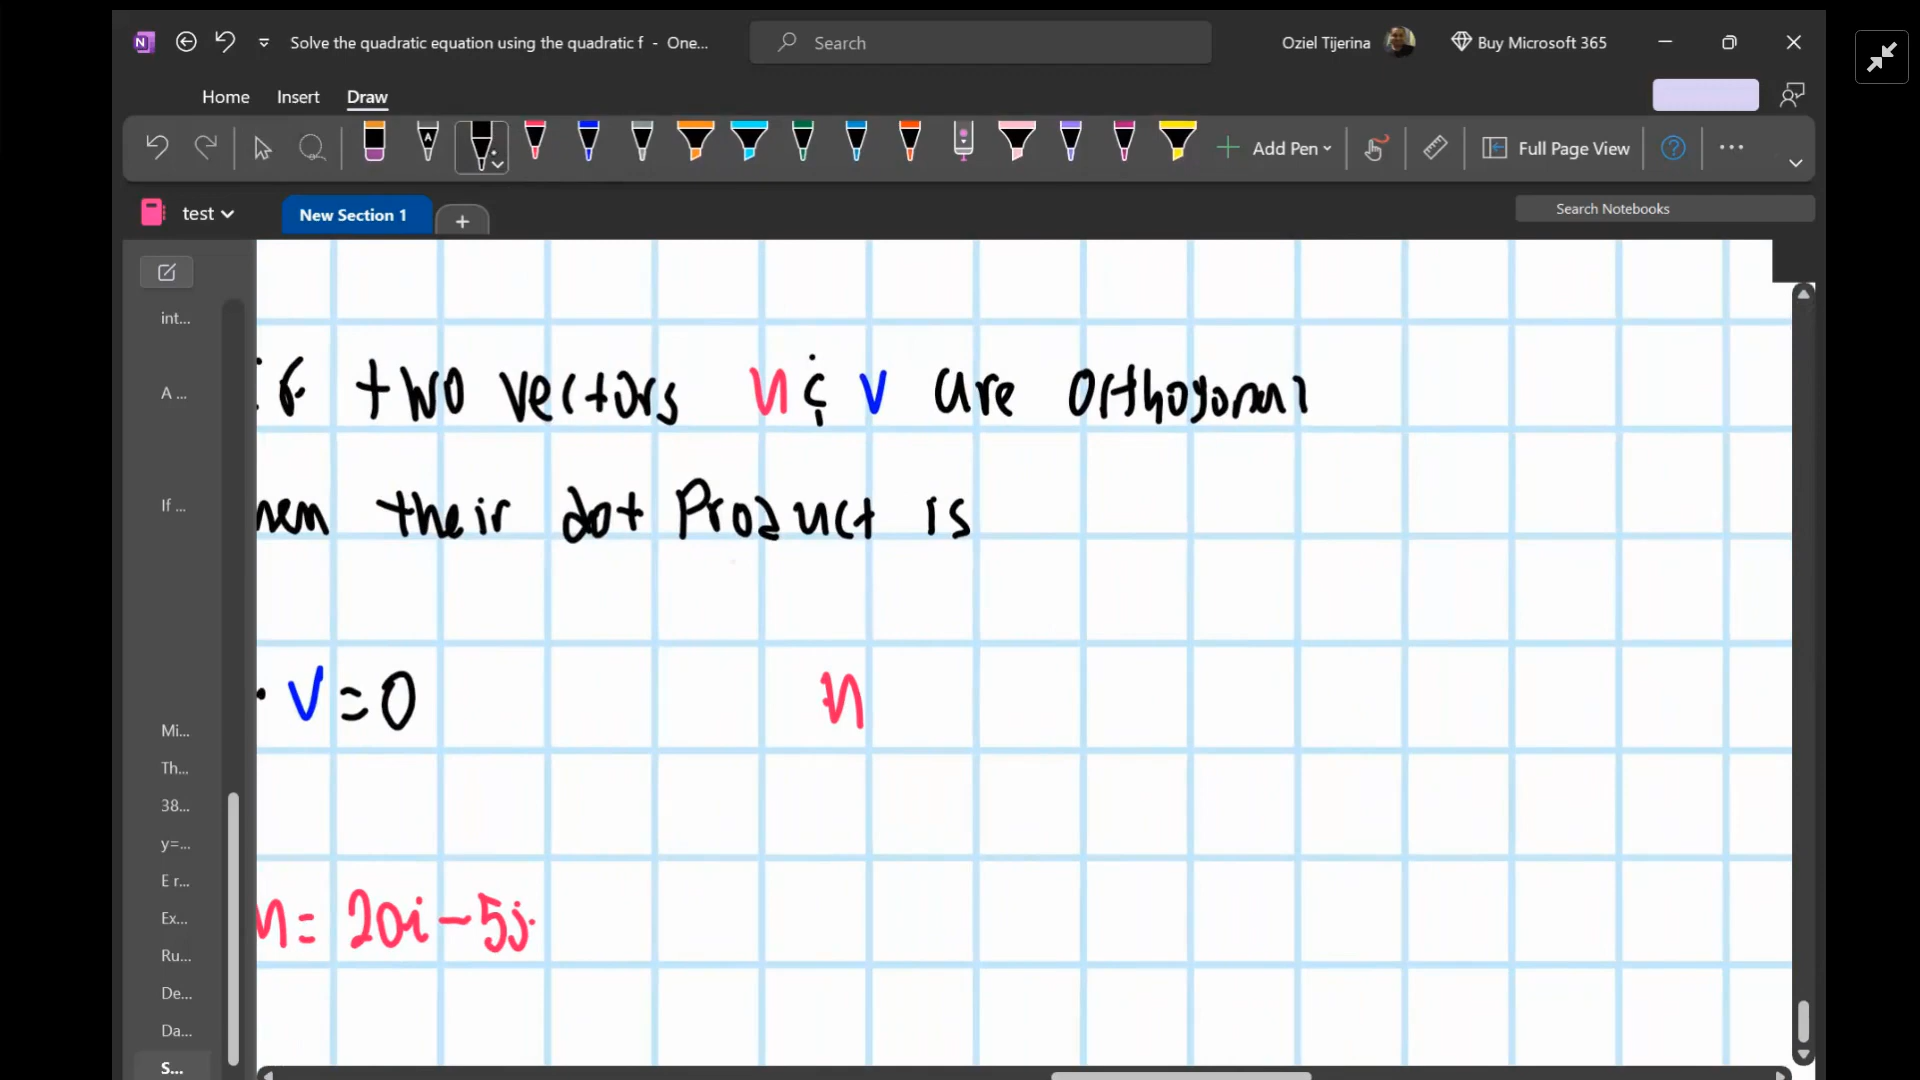 Solve the quadratic equation using the quadratic f - One...
Search
Oziel Tijerina
Buy Microsoft 365
Home Insert Draw
Add Pen
Full Page View
test
New Section 1
+
Search Notebooks
int...
A ...
If ...
Mi...
Th...
38...
y=...
E r...
Ex...
Ru...
De...
Da...
S...
if two vectors u & v are Orthogonal
hen their dot Product is
· v = 0
u
u = 20i - 5j